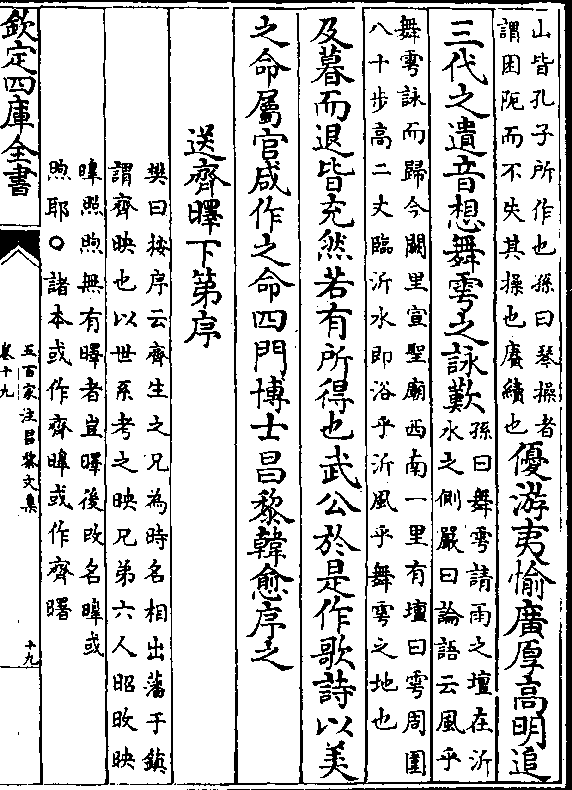 山皆孔子所作也孫曰琴操者
謂困阨而不失其操也賡續也
優游夷愉廣厚高明追
三代之遺音想舞雩之詠歎
孫曰舞雩請雨之壇在沂
水之側嚴曰論語云風乎
舞雩詠而歸今闕里宣聖廟西南一里有壇曰雩周圍
八十步高二丈臨沂水即浴乎沂風乎舞雩之地也
及暮而退皆充然若有所得也武公於是作歌詩以美
之命屬官咸作之命四門博士昌黎韓愈序之
送齊暭下第序
樊曰按序云齊生之兄為時名相出藩于鎮
謂齊映也以世系考之映兄弟六人昭旼映
暭照煦無有曎者豈曎後改名暭或
煦耶○諸本或作齊暭或作齊曙
欽定四庫全書
五百家注昌黎文集
卷十九
十九